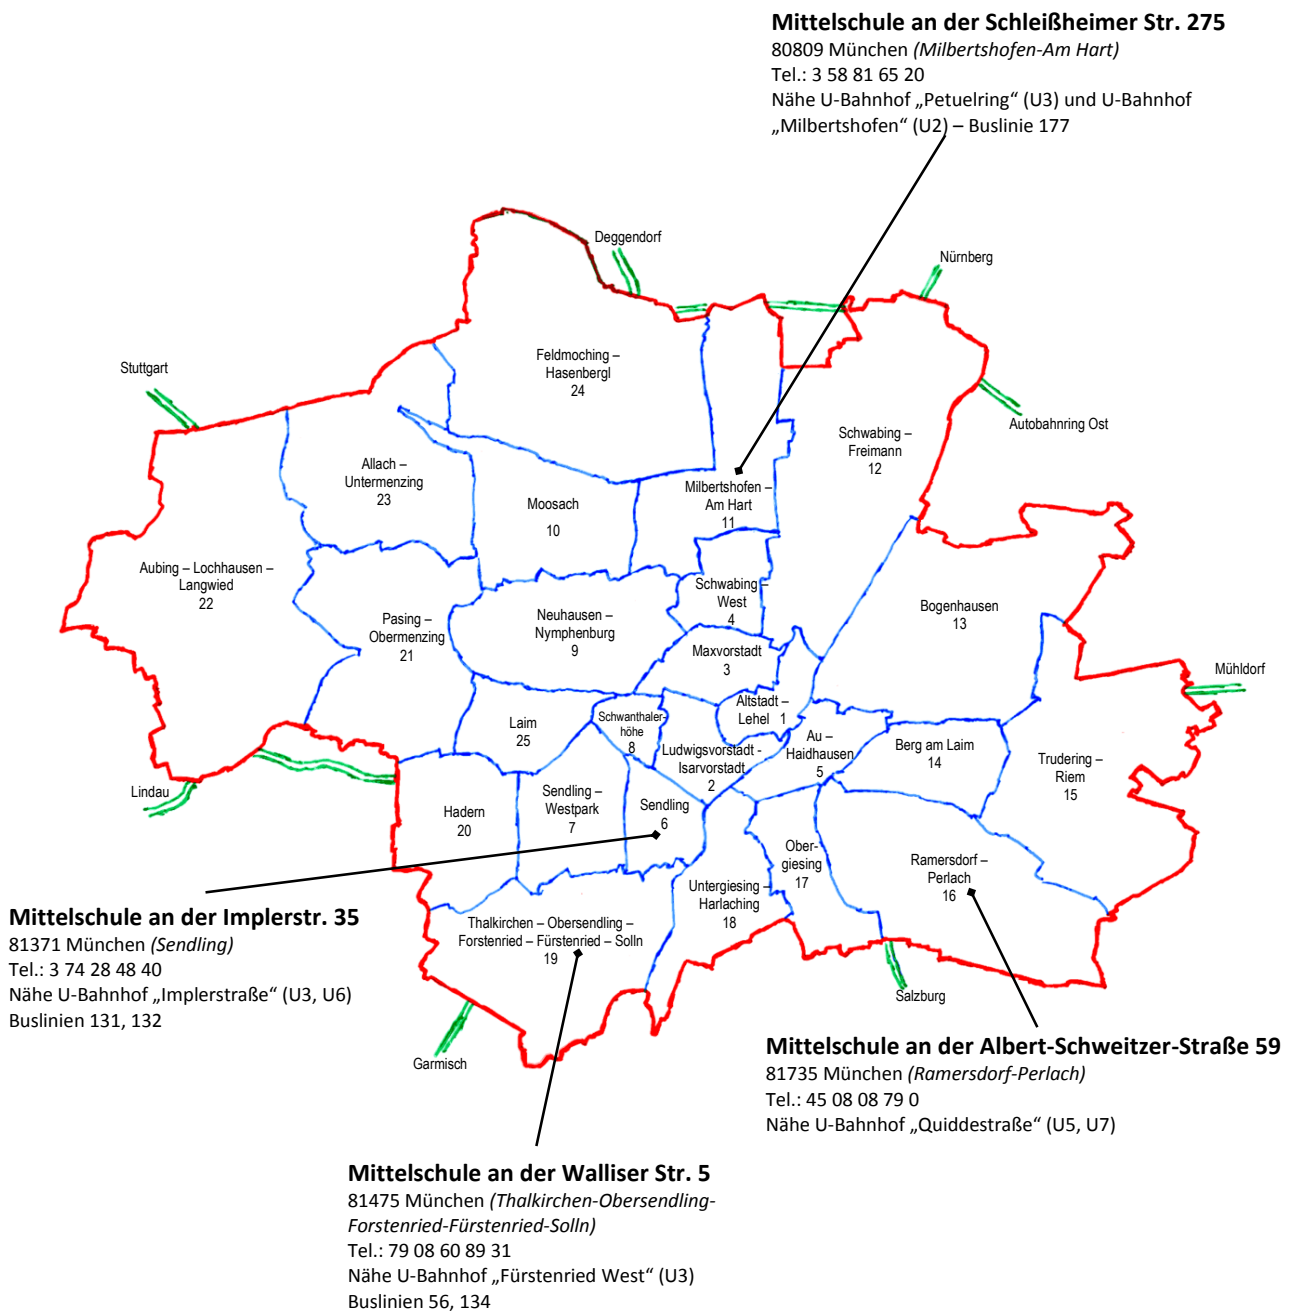 Mittelschule an der Schleißheimer Str. 275
80809 München (Milbertshofen-Am Hart)
Tel.: 3 58 81 65 20
Nähe U-Bahnhof „Petuelring“ (U3) und U-Bahnhof
„Milbertshofen“ (U2) – Buslinie 177
Deggendorf
Nürnberg
Stuttgart
Autobahnring Ost
Feldmoching –
Hasenbergl
24
Schwabing –
Freimann
12
Allach –
Untermenzing
23
Moosach
10
Milbertshofen –
Am Hart
11
Aubing – Lochhausen –
Langwied
22
Pasing –
Obermenzing
21
Neuhausen –
Nymphenburg
9
Schwabing –
West
4
Bogenhausen
13
Maxvorstadt
3
Mühldorf
Altstadt –
Lehel 1
Schwanthaler-
höhe
8
Laim
25
Ludwigsvorstadt -
Isarvorstadt
2
Au –
Haidhausen
5
Berg am Laim
14
Trudering –
Riem
15
Lindau
Hadern
20
Sendling –
Westpark
7
Sendling
6
Ober-
giesing
17
Ramersdorf –
Perlach
16
Untergiesing –
Harlaching
18
Thalkirchen – Obersendling –
Forstenried – Fürstenried – Solln
19
Salzburg
Garmisch
Mittelschule an der Implerstr. 35
81371 München (Sendling)
Tel.: 3 74 28 48 40
Nähe U-Bahnhof „Implerstraße“ (U3, U6)
Buslinien 131, 132
Mittelschule an der Albert-Schweitzer-Straße 59
81735 München (Ramersdorf-Perlach)
Tel.: 45 08 08 79 0
Nähe U-Bahnhof „Quiddestraße“ (U5, U7)
Mittelschule an der Walliser Str. 5
81475 München (Thalkirchen-Obersendling-
Forstenried-Fürstenried-Solln)
Tel.: 79 08 60 89 31
Nähe U-Bahnhof „Fürstenried West“ (U3)
Buslinien 56, 134